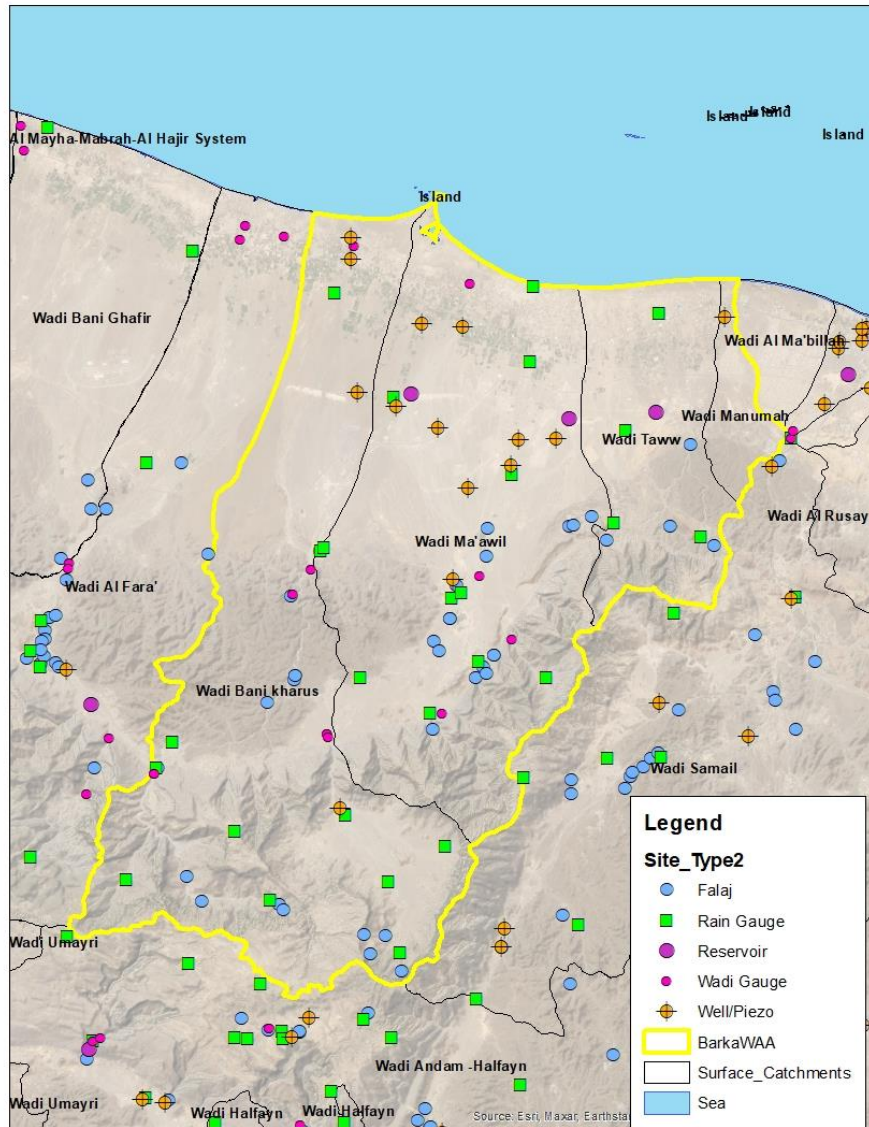 Island
Island
Island
Al Mayha-Mabrah-Al Hajir System
Island
Wadi Bani Ghafir
Wadi Al Ma'billah
Wadi Manumah
Wadi Taww
Wadi Al Rusay
Wadi Ma'awil
Wadi Al Fara'
Wadi Bani kharus
Wadi Samail
Wadi Umayri
Wadi Andam -Halfayn
Wadi Umayri
Wadi Halfayn
Wadi Halfayn
Source: Esri, Maxar, Earthsta
Legend
Site_Type2
Falaj
Rain Gauge
Reservoir
Wadi Gauge
Well/Piezo
BarkaWAA
Surface_Catchments
Sea